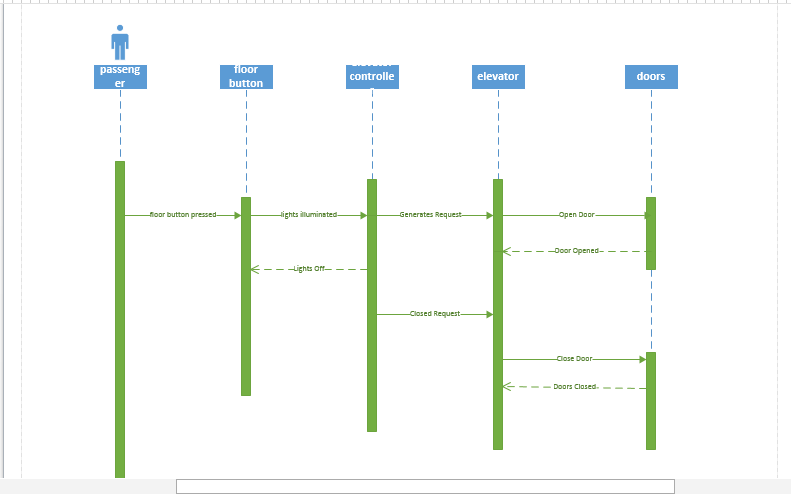 passeng
er
floor
button
controlle
elevator
doors
floor button pressed
lights illuminated
Generates Request
Open Door
Door Opened
Lights Off
Closed Request
Close Door
Doors Closed